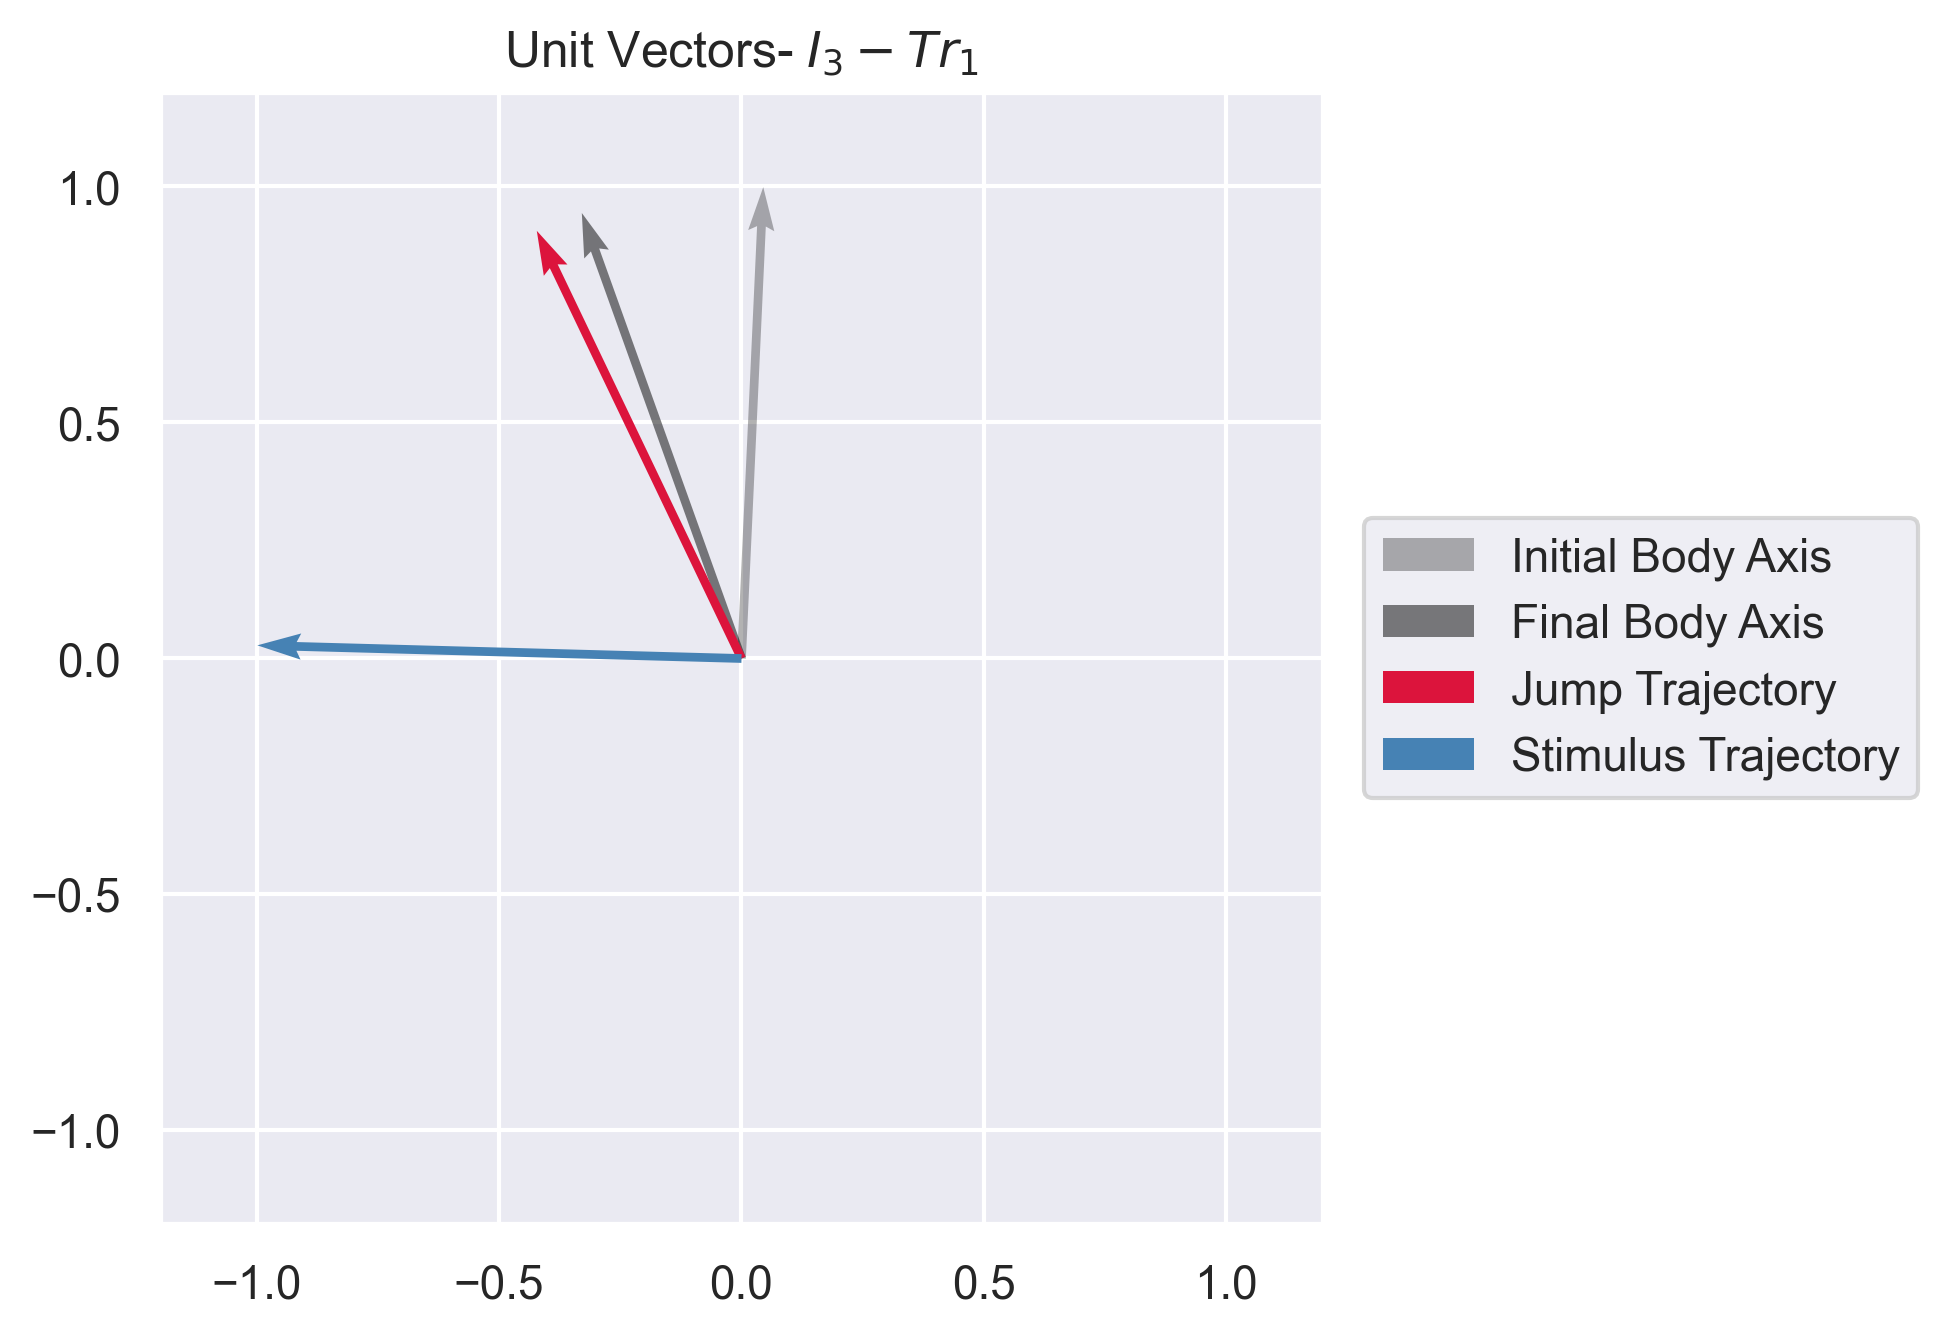 Unit Vectors- I₃ − Tr₁
1.0
0.5
0.0
−0.5
−1.0
−1.0 −0.5 0.0 0.5 1.0
Initial Body Axis
Final Body Axis
Jump Trajectory
Stimulus Trajectory